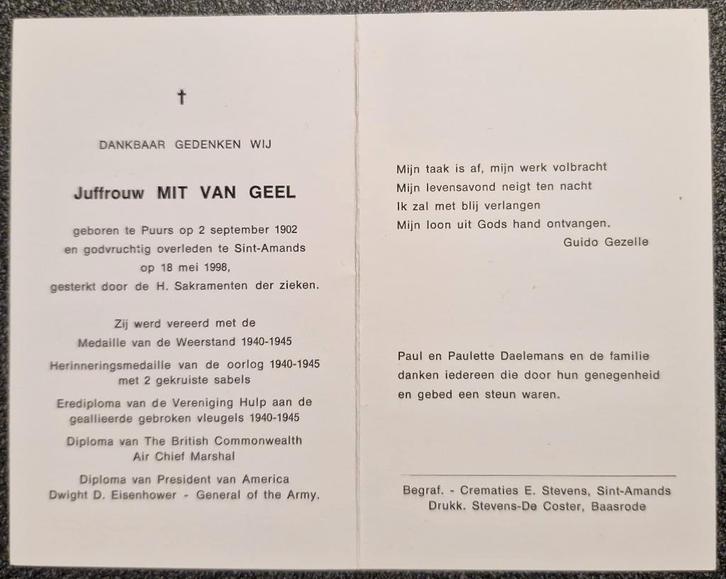 DANKBAAR GEDENKEN WIJ
Juffrouw MIT VAN GEEL
geboren te Puurs op 2 september 1902
en godvruchtig overleden te Sint-Amands
op 18 mei 1998,
gesterkt door de H. Sakramenten der zieken.
Zij werd vereerd met de
Medaille van de Weerstand 1940-1945
Herinneringsmedaille van de oorlog 1940-1945
met 2 gekruiste sabels
Erediploma van de Vereniging Hulp aan de
geallieerde gebroken vleugels 1940-1945
Diploma van The British Commonwealth
Air Chief Marshal
Diploma van President van America
Dwight D. Eisenhower - General of the Army.
Mijn taak is af, mijn werk volbracht
Mijn levensavond neigt ten nacht
Ik zal met blij verlangen
Mijn loon uit Gods hand ontvangen.
Guido Gezelle
Paul en Paulette Daelemans en de familie
danken iedereen die door hun genegenheid
en gebed een steun waren.
Begraf. - Crematies E. Stevens, Sint-Amands
Drukk. Stevens-De Coster, Baasrode